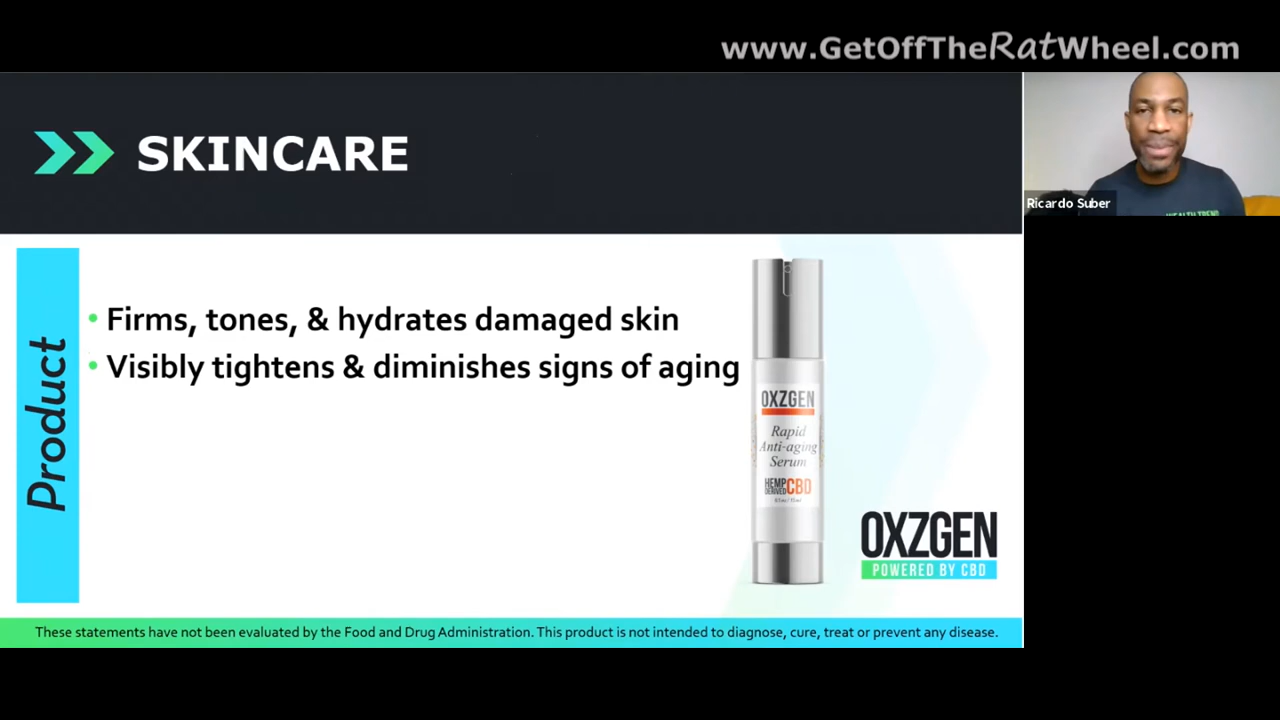 www.GetOffTheRatWheel.com
SKINCARE
Ricardo Suber
Product
• Firms, tones, & hydrates damaged skin
• Visibly tightens & diminishes signs of aging
OXZGEN
Rapid
Anti-aging
Serum
HEMP
DERIVED CBD
OXZGEN
POWERED BY CBD
These statements have not been evaluated by the Food and Drug Administration. This product is not intended to diagnose, cure, treat or prevent any disease.